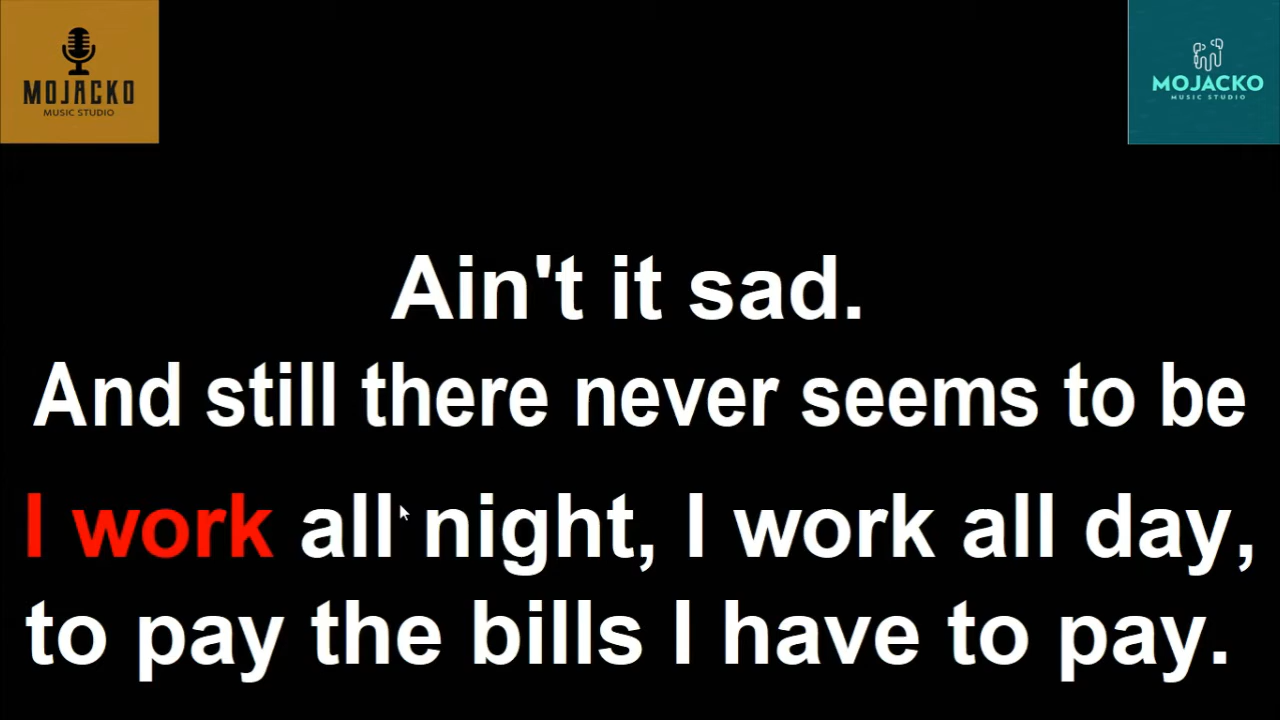 MOJACKO
MUSIC STUDIO
MOJACKO
MUSIC STUDIO
Ain't it sad.
And still there never seems to be
I work all night, I work all day,
to pay the bills I have to pay.